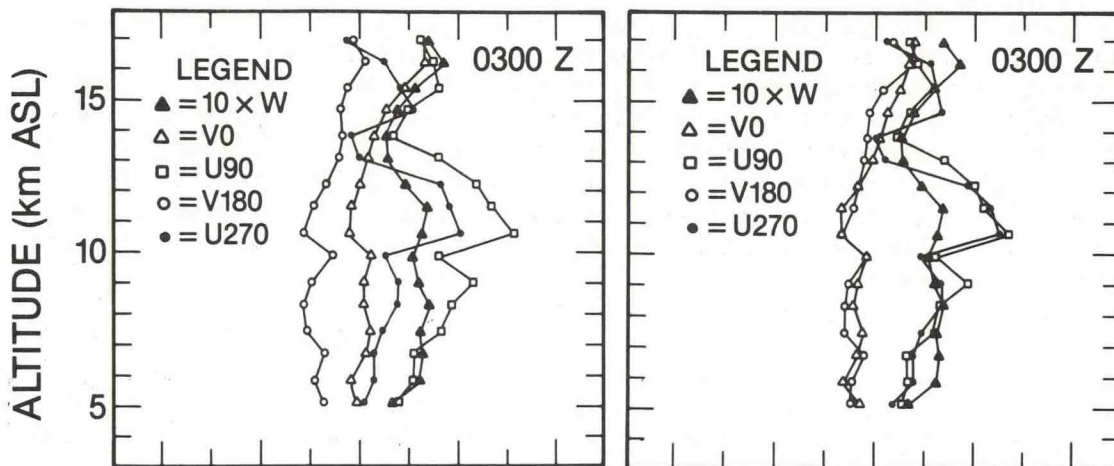 ALTITUDE (km ASL)
15
10
5
LEGEND
▲ = 10 × W
△ = V0
□ = U90
○ = V180
● = U270
0300 Z
LEGEND
▲ = 10 × W
△ = V0
□ = U90
○ = V180
● = U270
0300 Z